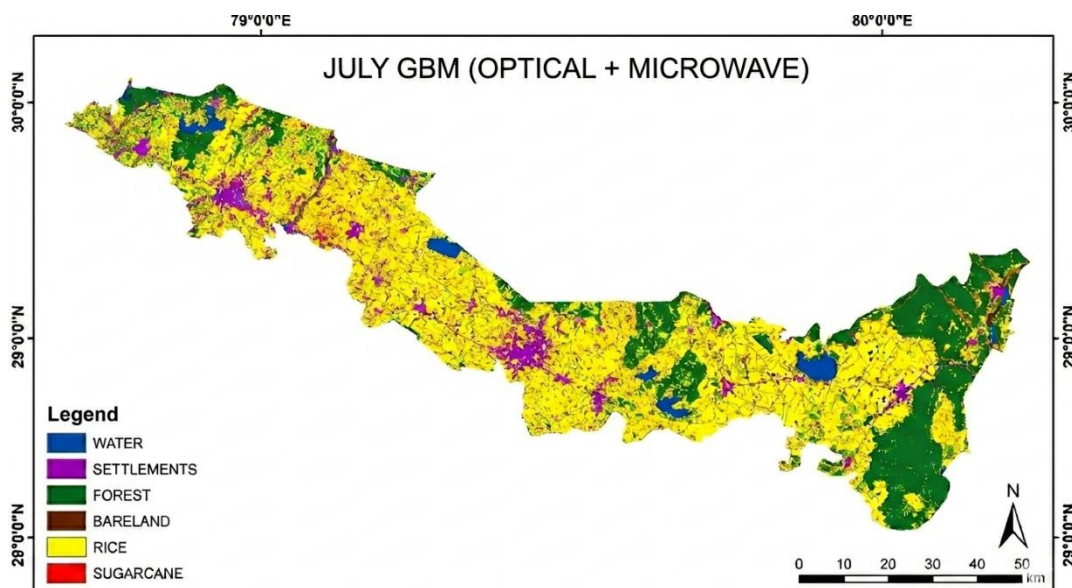 79°0'0"E
80°0'0"E
JULY GBM (OPTICAL + MICROWAVE)
30°0'0"N
30°0'0"N
29°0'0"N
28°0'0"N
Legend
WATER
SETTLEMENTS
FOREST
BARELAND
RICE
SUGARCANE
28°0'0"N
29°0'0"N
N
0 10 20 30 40 50
km